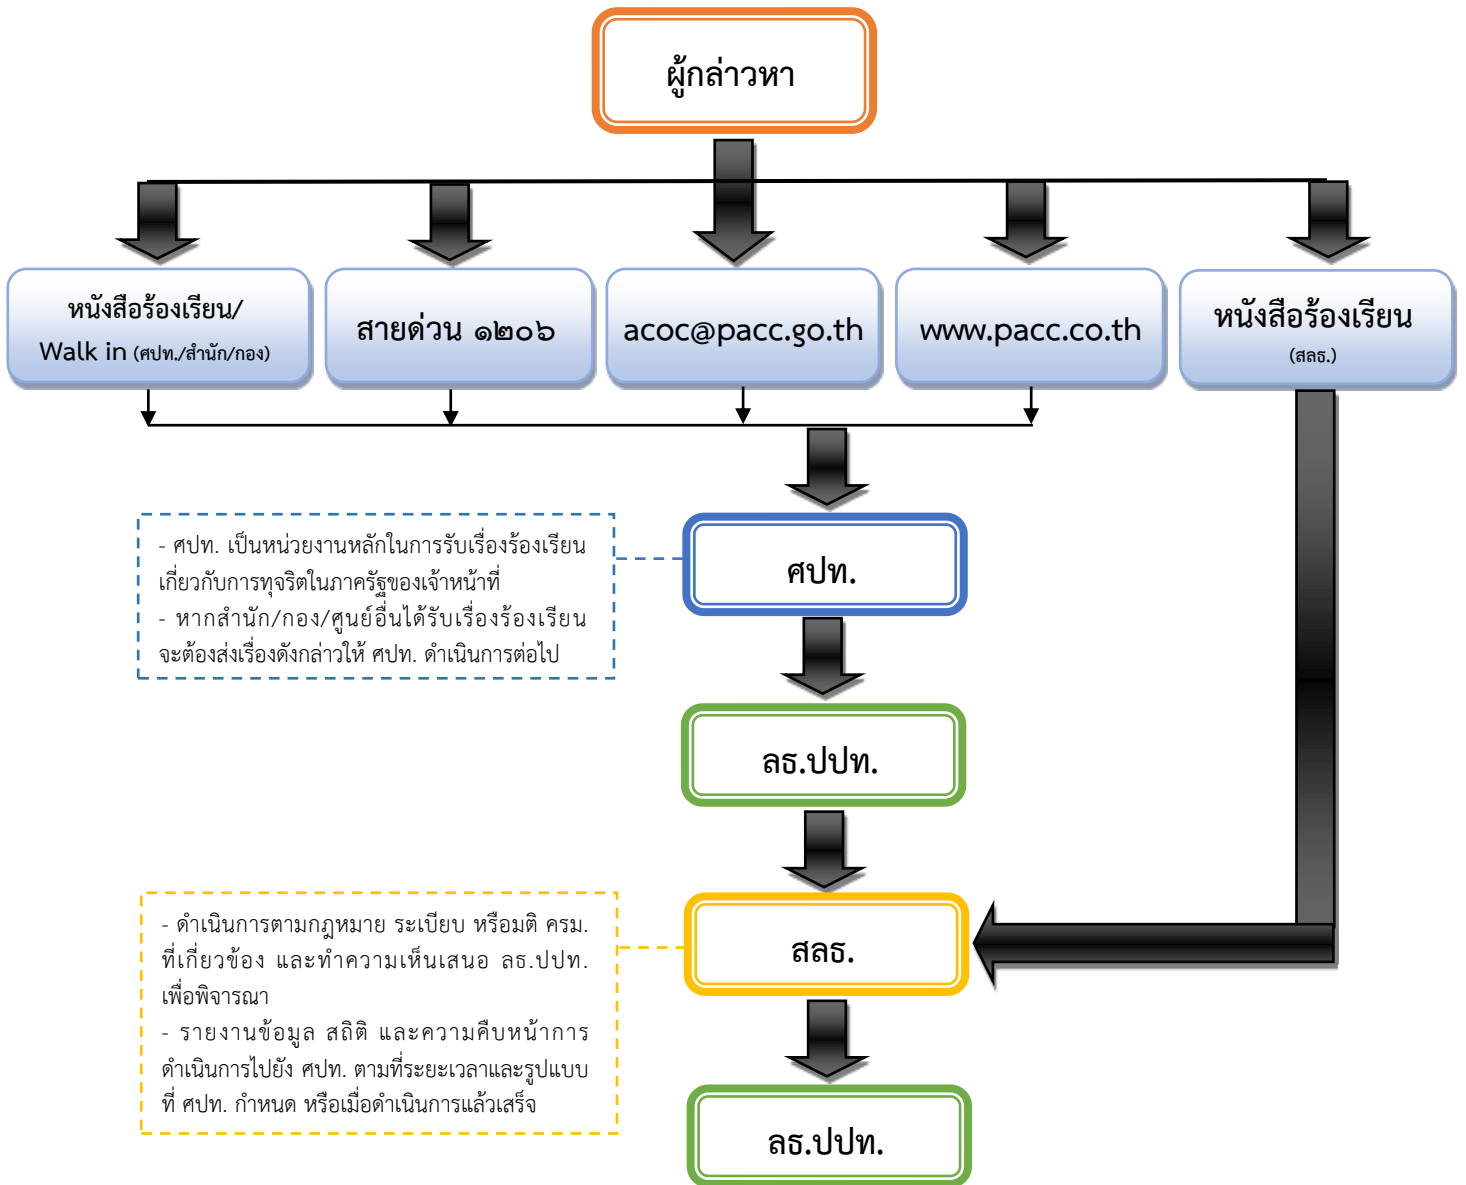 ผู้กล่าวหา
หนังสือร้องเรียน/
Walk in (ศปท./สำนัก/กอง)
สายด่วน ๑๒๐๖
acoc@pacc.go.th
www.pacc.co.th
หนังสือร้องเรียน
(สลธ.)
- ศปท. เป็นหน่วยงานหลักในการรับเรื่องร้องเรียน
เกี่ยวกับการทุจริตในภาครัฐของเจ้าหน้าที่
- หากสำนัก/กอง/ศูนย์อื่นได้รับเรื่องร้องเรียน
จะต้องส่งเรื่องดังกล่าวให้ ศปท. ดำเนินการต่อไป
ศปท.
ลธ.ปปท.
- ดำเนินการตามกฎหมาย ระเบียบ หรือมติ ครม.
ที่เกี่ยวข้อง และทำความเห็นเสนอ ลธ.ปปท.
เพื่อพิจารณา
- รายงานข้อมูล สถิติ และความคืบหน้าการ
ดำเนินการไปยัง ศปท. ตามที่ระยะเวลาและรูปแบบ
ที่ ศปท. กำหนด หรือเมื่อดำเนินการแล้วเสร็จ
สลธ.
ลธ.ปปท.